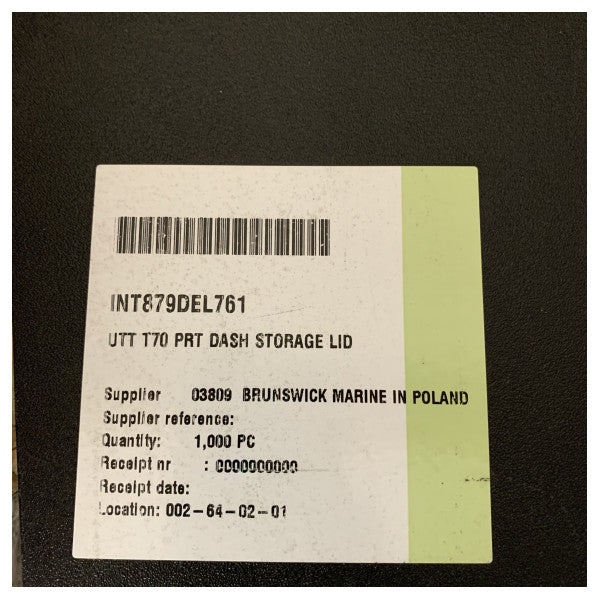 INT879DEL761
UTT T70 PRT DASH STORAGE LID
Supplier 03809 BRUNSWICK MARINE IN POLAND
Supplier reference:
Quantity: 1,000 PC
Receipt nr : 0000000000
Receipt date:
Location: 002-64-02-01